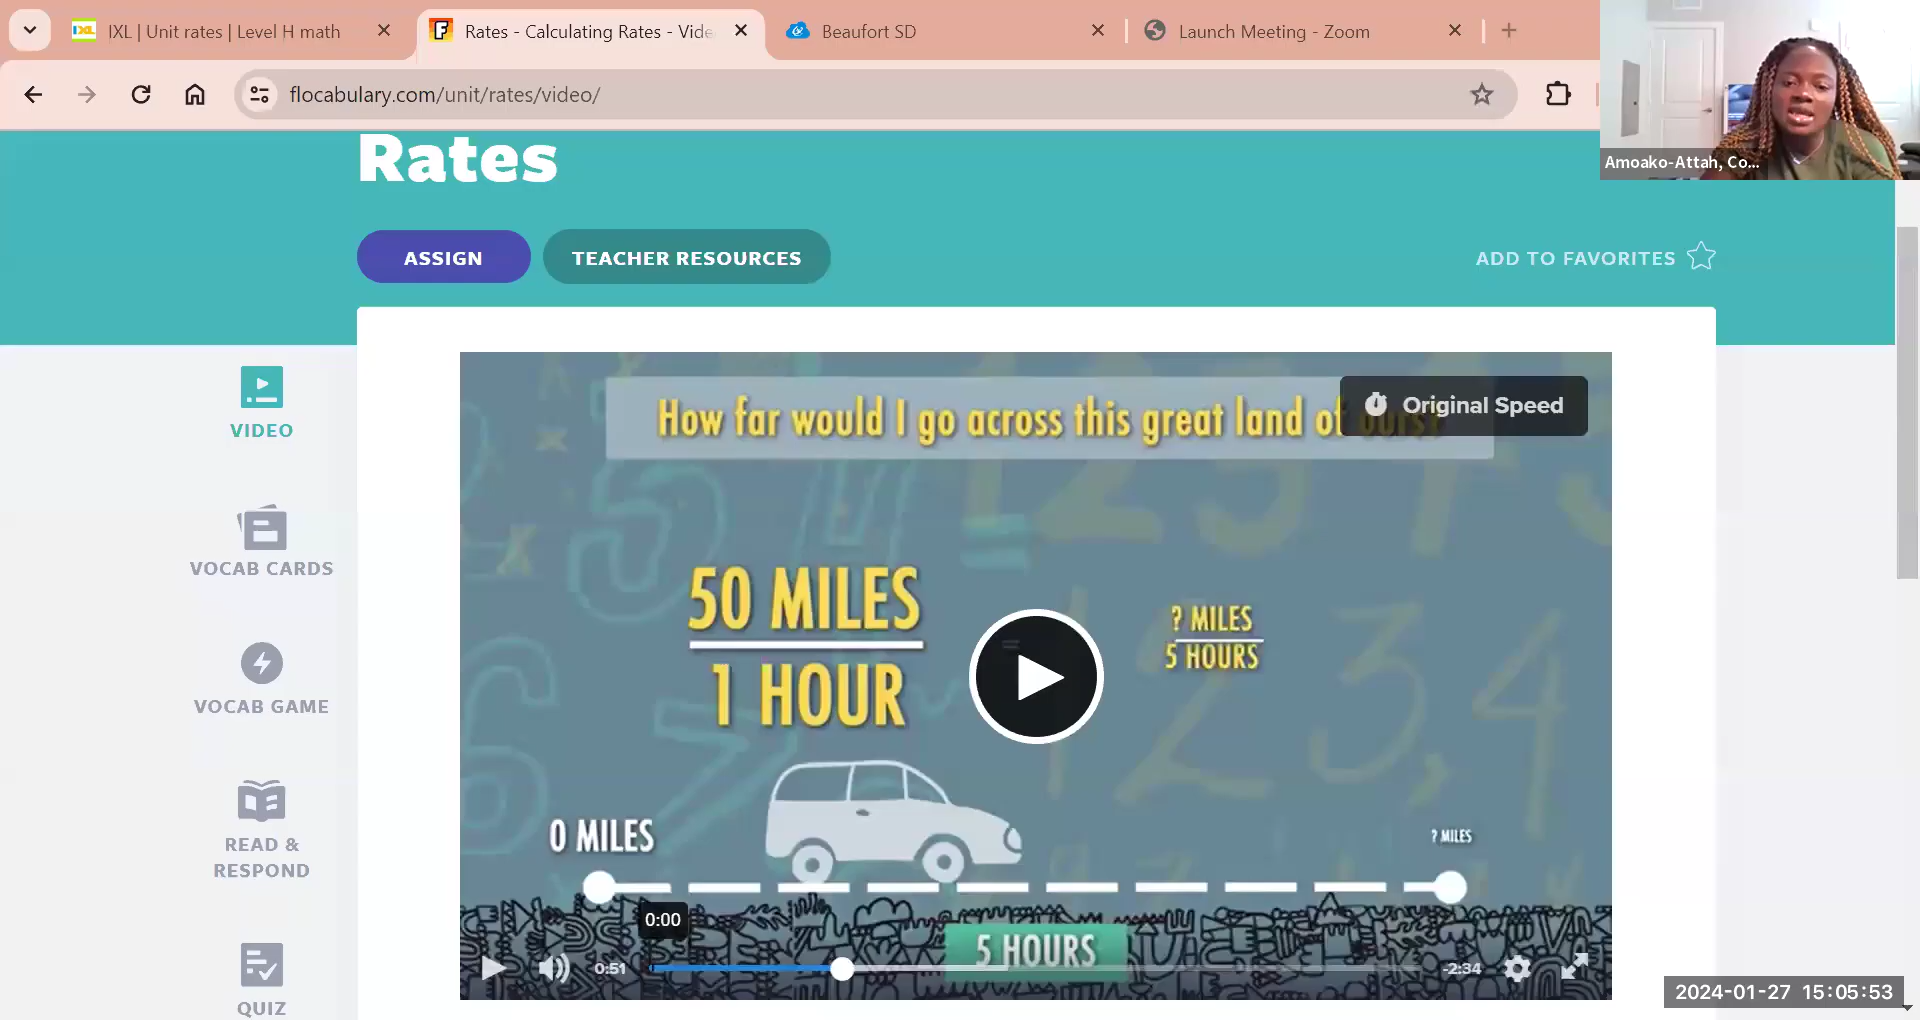 IXL | Unit rates | Level H math
Rates - Calculating Rates - Vide
Beaufort SD
Launch Meeting - Zoom
flocabulary.com/unit/rates/video/
Amoako-Attah, Co...
Rates
ASSIGN
TEACHER RESOURCES
ADD TO FAVORITES
VIDEO
VOCAB CARDS
VOCAB GAME
READ &
RESPOND
QUIZ
How far would I go across this great land of ours?
Original Speed
50 MILES
1 HOUR
? MILES
5 HOURS
0 MILES
? MILES
0:00
5 HOURS
0:51
-2:34
2024-01-27 15:05:53